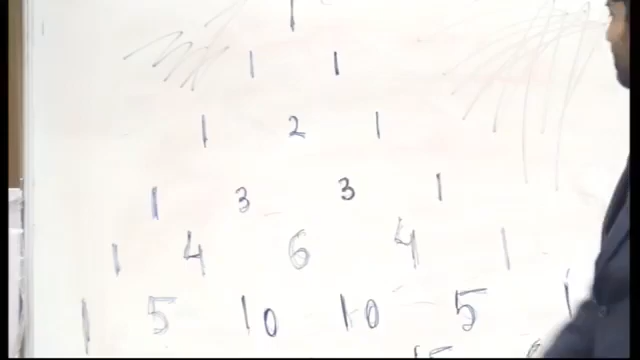 1
1 1
1 2 1
1 3 3 1
1 4 6 4 1
1 5 10 10 5 1